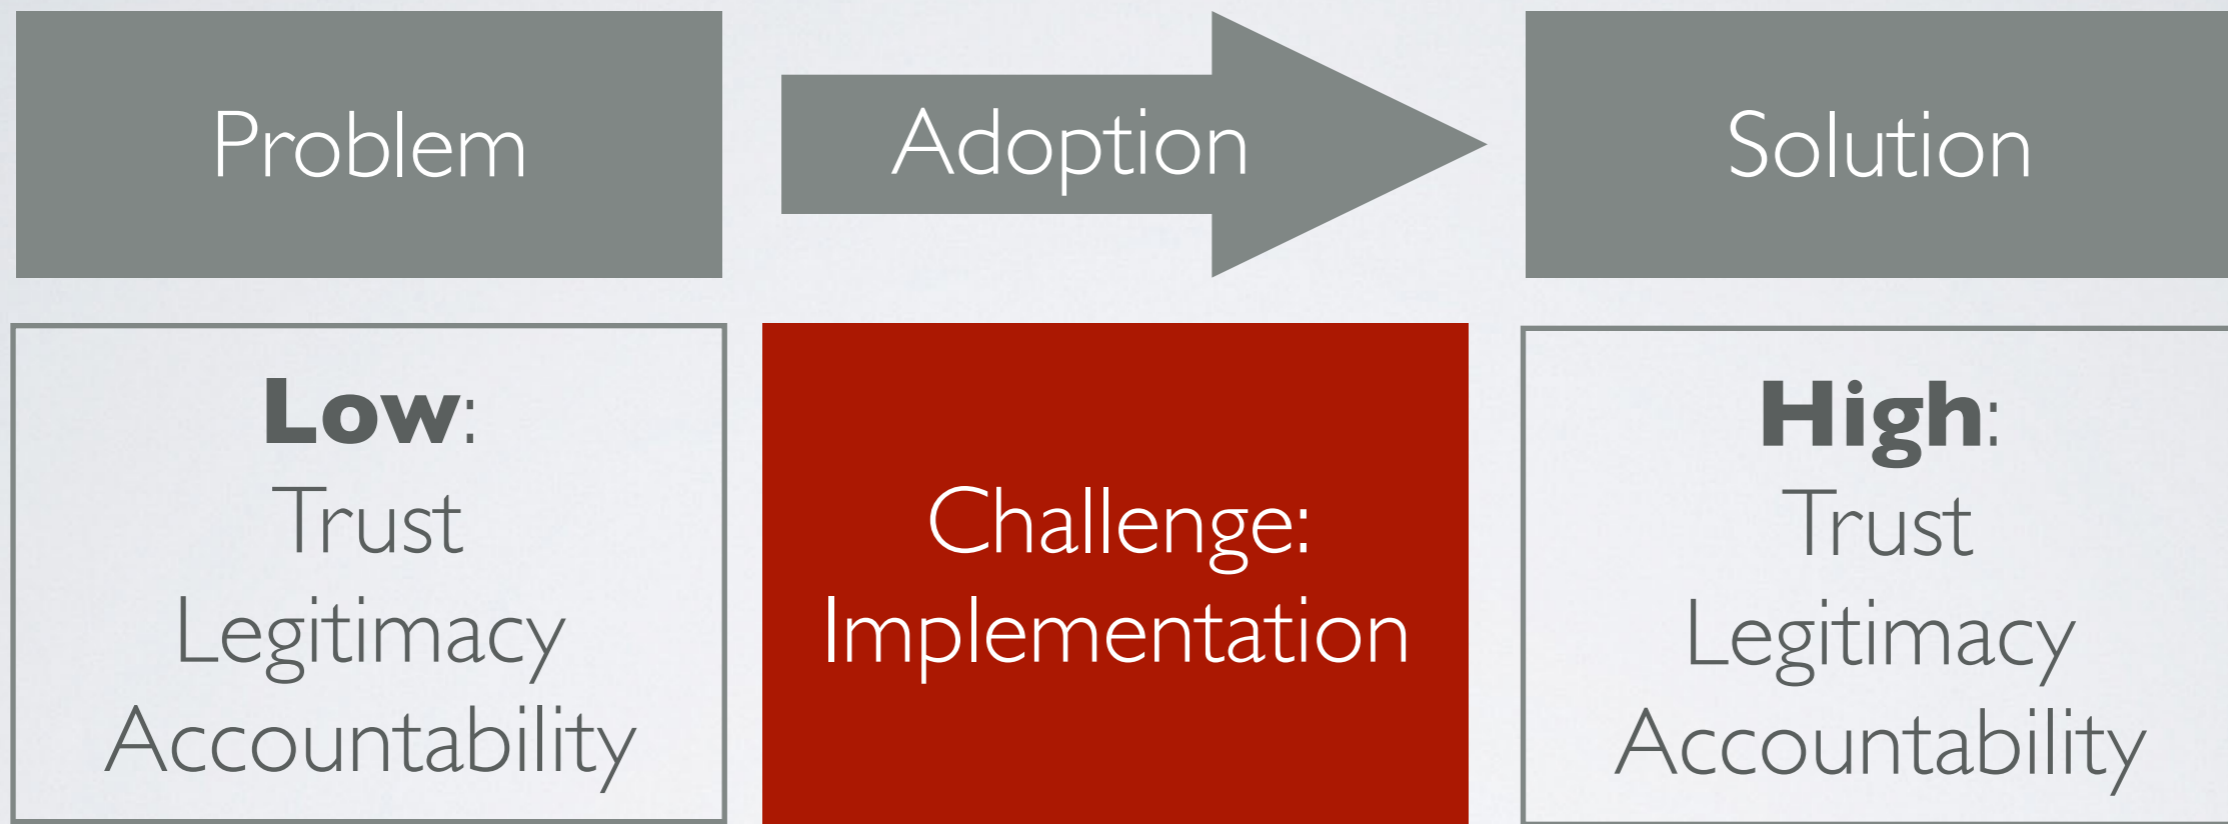 Problem
Adoption
Solution
Low:
Trust
Legitimacy
Accountability
Challenge:
Implementation
High:
Trust
Legitimacy
Accountability